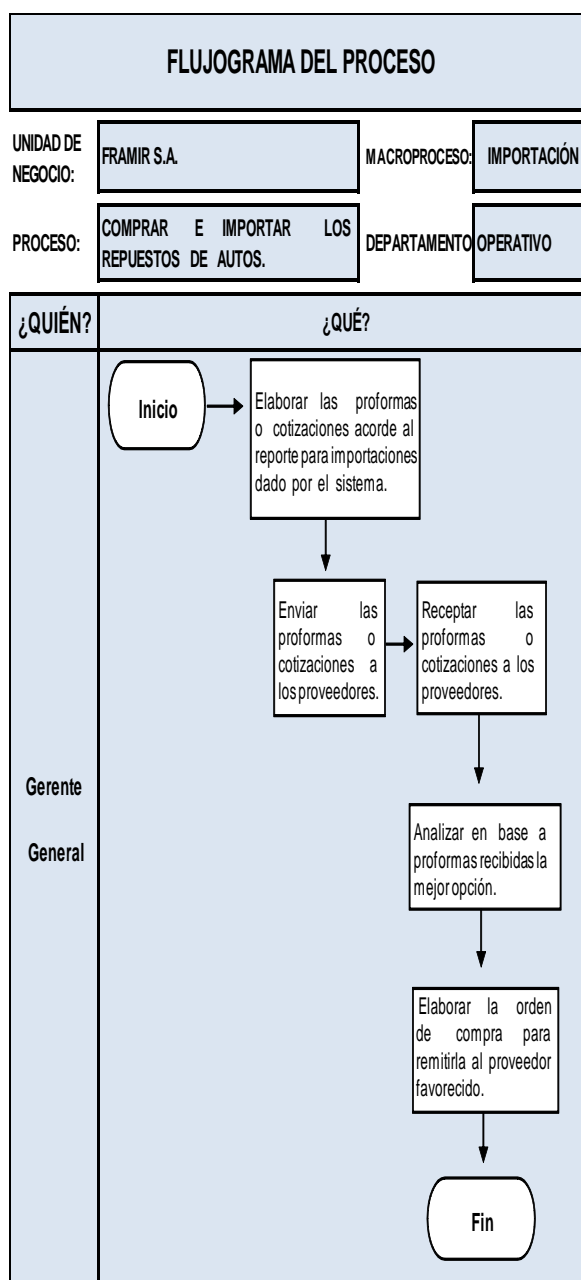 FLUJOGRAMA DEL PROCESO
UNIDAD DE
NEGOCIO:
FRAMIR S.A.
MACROPROCESO:
IMPORTACIÓN
PROCESO:
COMPRAR E IMPORTAR LOS
REPUESTOS DE AUTOS.
DEPARTAMENTO
OPERATIVO
¿QUIÉN?
¿QUÉ?
Inicio
Elaborar las proformas
o cotizaciones acorde al
reporte para importaciones
dado por el sistema.
Enviar las
proformas o
cotizaciones a
los proveedores.
Receptar las
proformas o
cotizaciones a los
proveedores.
Gerente
General
Analizar en base a
proformas recibidas la
mejor opción.
Elaborar la orden
de compra para
remitirla al proveedor
favorecido.
Fin